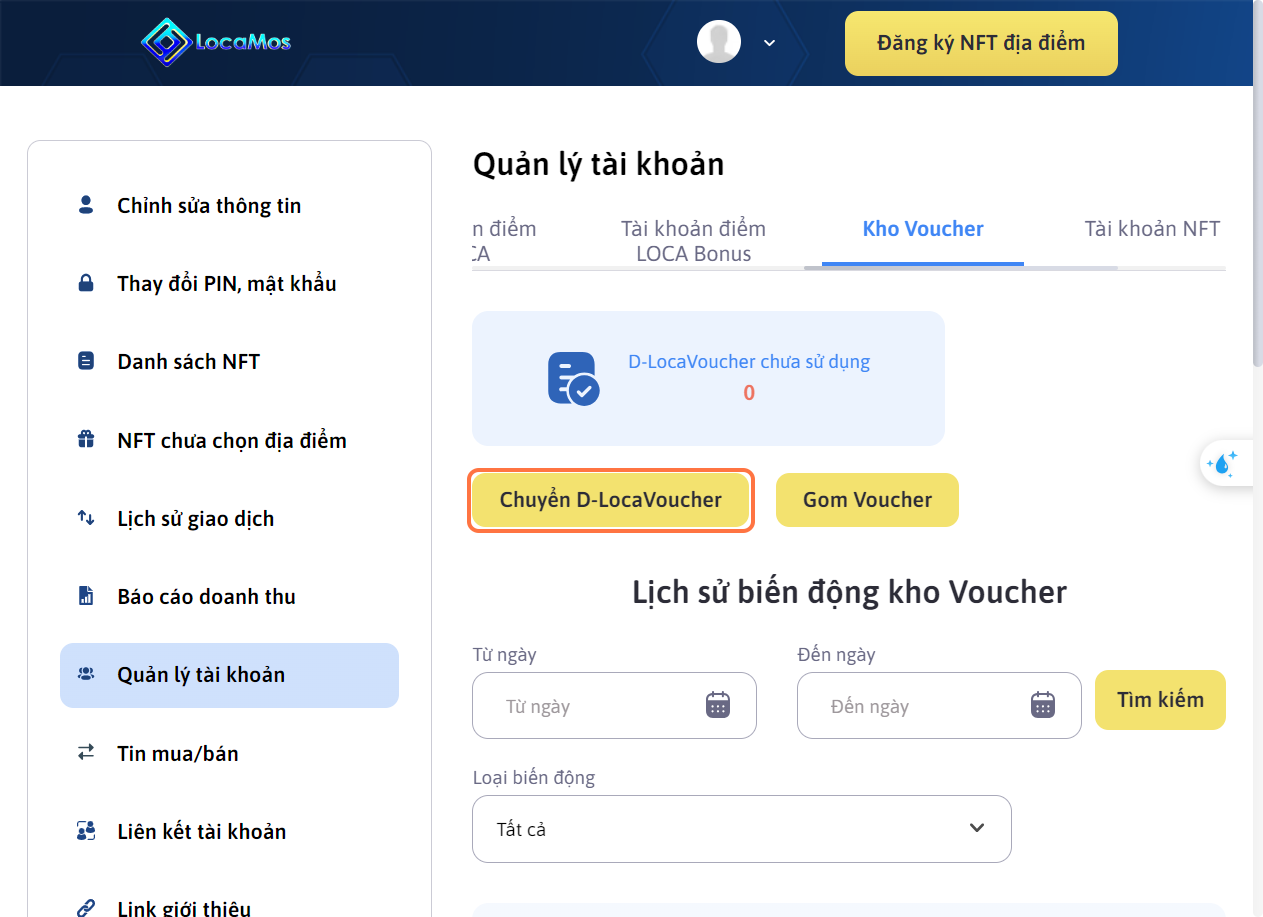 LocaMos
Đăng ký NFT địa điểm
Chỉnh sửa thông tin
Thay đổi PIN, mật khẩu
Danh sách NFT
NFT chưa chọn địa điểm
Lịch sử giao dịch
Báo cáo doanh thu
Quản lý tài khoản
Tin mua/bán
Liên kết tài khoản
Link giới thiệu
Quản lý tài khoản
n điểm
CA
Tài khoản điểm
LOCA Bonus
Kho Voucher
Tài khoản NFT
D-LocaVoucher chưa sử dụng
0
Chuyển D-LocaVoucher
Gom Voucher
Lịch sử biến động kho Voucher
Từ ngày
Đến ngày
Từ ngày
Đến ngày
Tìm kiếm
Loại biến động
Tất cả